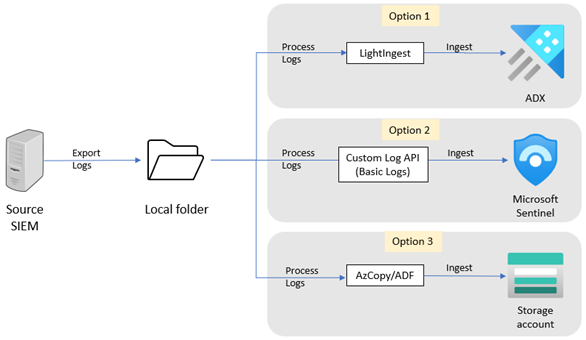 Source
SIEM
Export
Logs
Local folder
Option 1
Process
Logs
LightIngest
Ingest
ADX
Option 2
Process
Logs
Custom Log API
(Basic Logs)
Ingest
Microsoft
Sentinel
Option 3
Process
Logs
AzCopy/ADF
Ingest
Storage
account